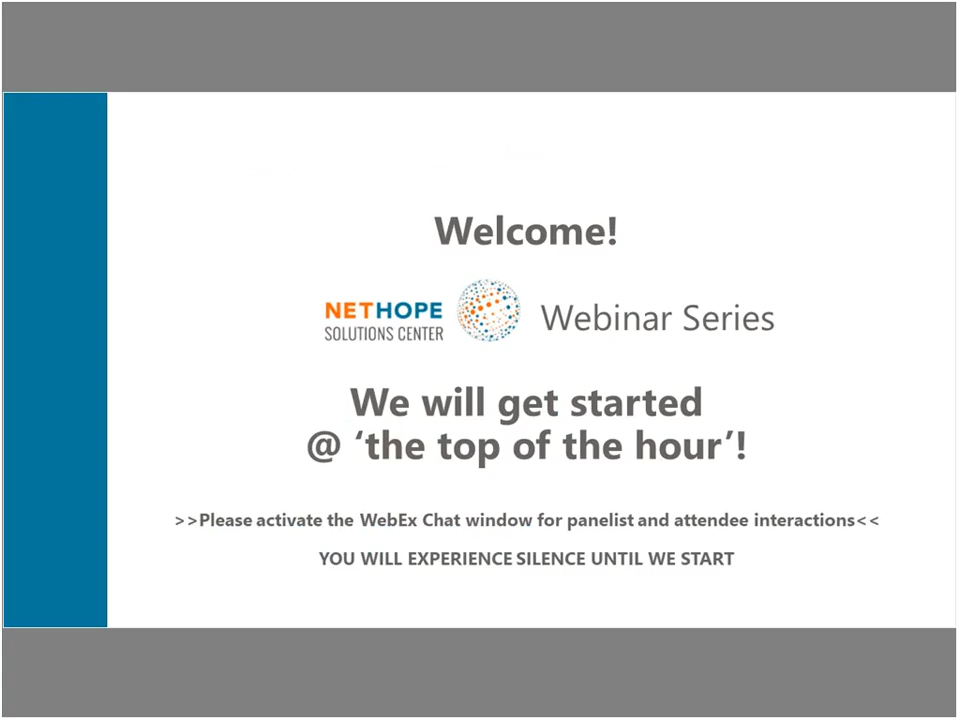 Welcome!
NETHOPE
SOLUTIONS CENTER
Webinar Series
We will get started
@ ‘the top of the hour’!
>>Please activate the WebEx Chat window for panelist and attendee interactions<<
YOU WILL EXPERIENCE SILENCE UNTIL WE START